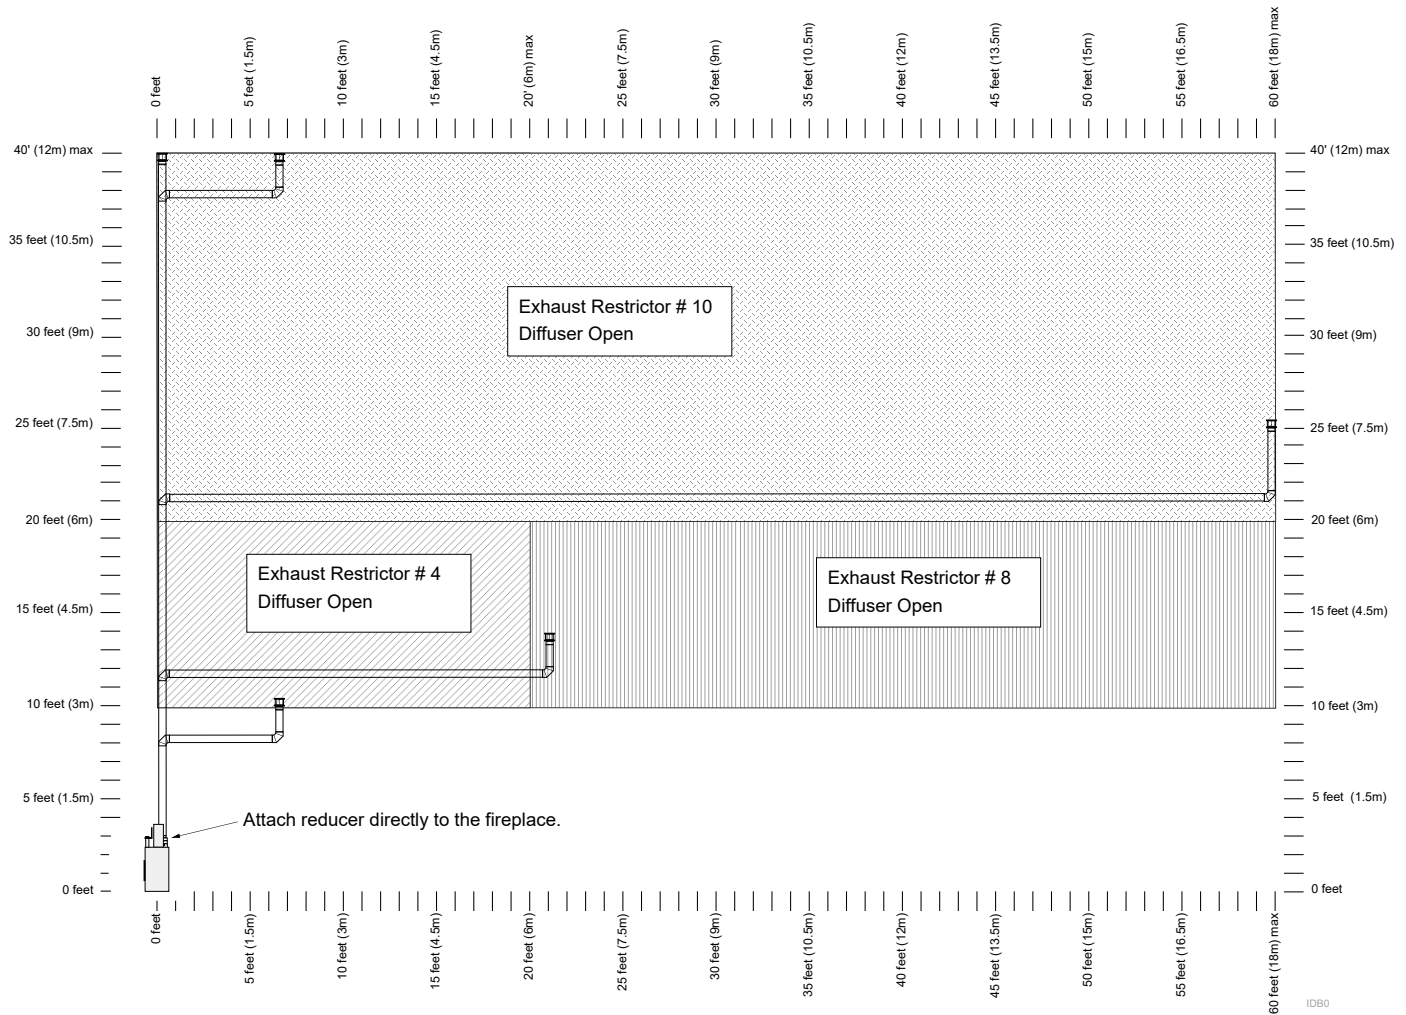 0 feet
5 feet (1.5m)
10 feet (3m)
15 feet (4.5m)
20' (6m) max
25 feet (7.5m)
30 feet (9m)
35 feet (10.5m)
40 feet (12m)
45 feet (13.5m)
50 feet (15m)
55 feet (16.5m)
60 feet (18m) max
40' (12m) max
40' (12m) max
35 feet (10.5m)
35 feet (10.5m)
Exhaust Restrictor # 10
Diffuser Open
30 feet (9m)
30 feet (9m)
25 feet (7.5m)
25 feet (7.5m)
20 feet (6m)
20 feet (6m)
Exhaust Restrictor # 4
Diffuser Open
Exhaust Restrictor # 8
Diffuser Open
15 feet (4.5m)
15 feet (4.5m)
10 feet (3m)
10 feet (3m)
5 feet (1.5m)
5 feet (1.5m)
Attach reducer directly to the fireplace.
0 feet
0 feet
0 feet
5 feet (1.5m)
10 feet (3m)
15 feet (4.5m)
20 feet (6m)
25 feet (7.5m)
30 feet (9m)
35 feet (10.5m)
40 feet (12m)
45 feet (13.5m)
50 feet (15m)
55 feet (16.5m)
60 feet (18m) max
IDB0